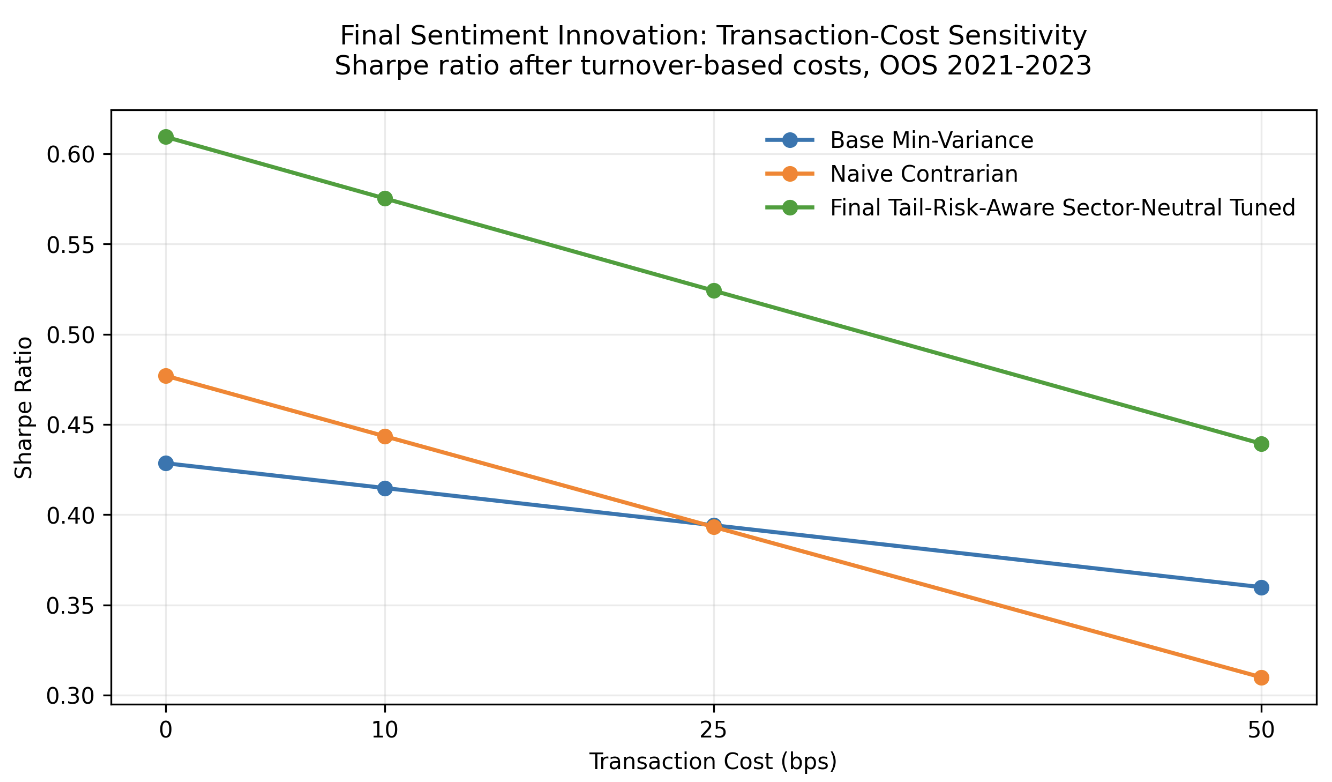 Final Sentiment Innovation: Transaction-Cost Sensitivity
Sharpe ratio after turnover-based costs, OOS 2021-2023
Base Min-Variance
Naive Contrarian
Final Tail-Risk-Aware Sector-Neutral Tuned
Sharpe Ratio
0.60
0.55
0.50
0.45
0.40
0.35
0.30
0 10 25 50
Transaction Cost (bps)